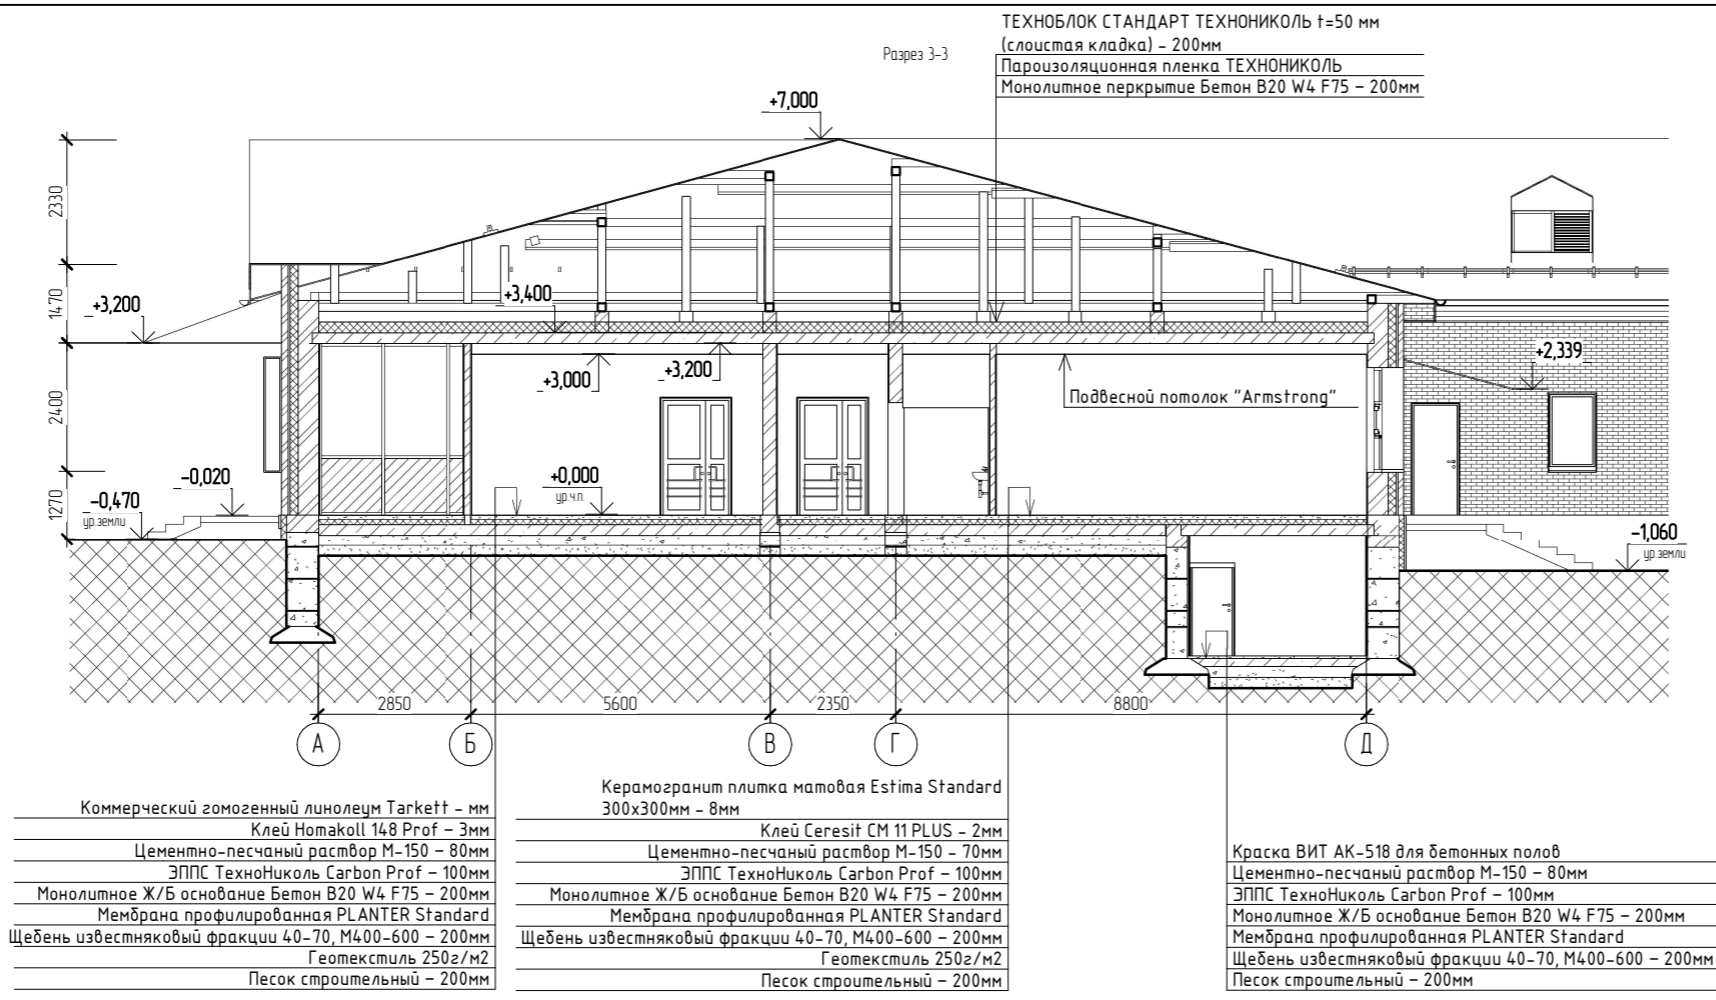 Разрез 3-3
ТЕХНОБЛОК СТАНДАРТ ТЕХНОНИКОЛЬ t=50 мм
(слоистая кладка) - 200мм
Пароизоляционная пленка ТЕХНОНИКОЛЬ
Монолитное перкрытие Бетон В20 W4 F75 - 200мм
+7,000
2330
1470
2400
1270
+3,200
+3,400
+3,000
+3,200
Подвесной потолок "Armstrong"
+2,339
-0,470
ур.земли
-0,020
+0,000
ур.ч.п.
-1,060
ур.земли
2850
5600
2350
8800
А
Б
В
Г
Д
Коммерческий гомогенный линолеум Tarkett - мм
Клей Homakoll 148 Prof - 3мм
Цементно-песчаный раствор М-150 - 80мм
ЭППС ТехноНиколь Carbon Prof - 100мм
Монолитное Ж/Б основание Бетон В20 W4 F75 - 200мм
Мембрана профилированная PLANTER Standard
Щебень известняковый фракции 40-70, М400-600 - 200мм
Геотекстиль 250г/м2
Песок строительный - 200мм
Керамогранит плитка матовая Estima Standard
300х300мм - 8мм
Клей Ceresit СМ 11 PLUS - 2мм
Цементно-песчаный раствор М-150 - 70мм
ЭППС ТехноНиколь Carbon Prof - 100мм
Монолитное Ж/Б основание Бетон В20 W4 F75 - 200мм
Мембрана профилированная PLANTER Standard
Щебень известняковый фракции 40-70, М400-600 - 200мм
Геотекстиль 250г/м2
Песок строительный - 200мм
Краска ВИТ АК-518 для бетонных полов
Цементно-песчаный раствор М-150 - 80мм
ЭППС ТехноНиколь Carbon Prof - 100мм
Монолитное Ж/Б основание Бетон В20 W4 F75 - 200мм
Мембрана профилированная PLANTER Standard
Щебень известняковый фракции 40-70, М400-600 - 200мм
Песок строительный - 200мм